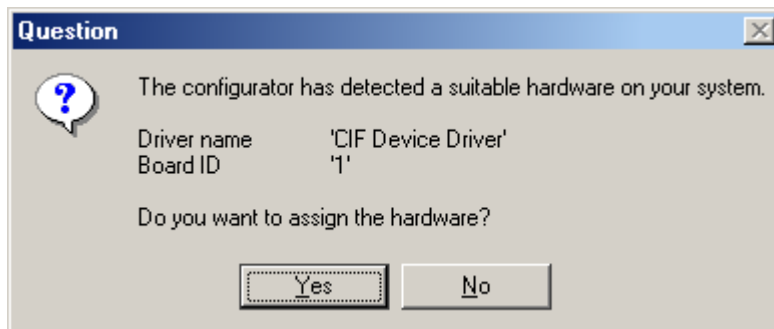 Question
?
The configurator has detected a suitable hardware on your system.
Driver name 'CIF Device Driver'
Board ID '1'
Do you want to assign the hardware?
Yes No